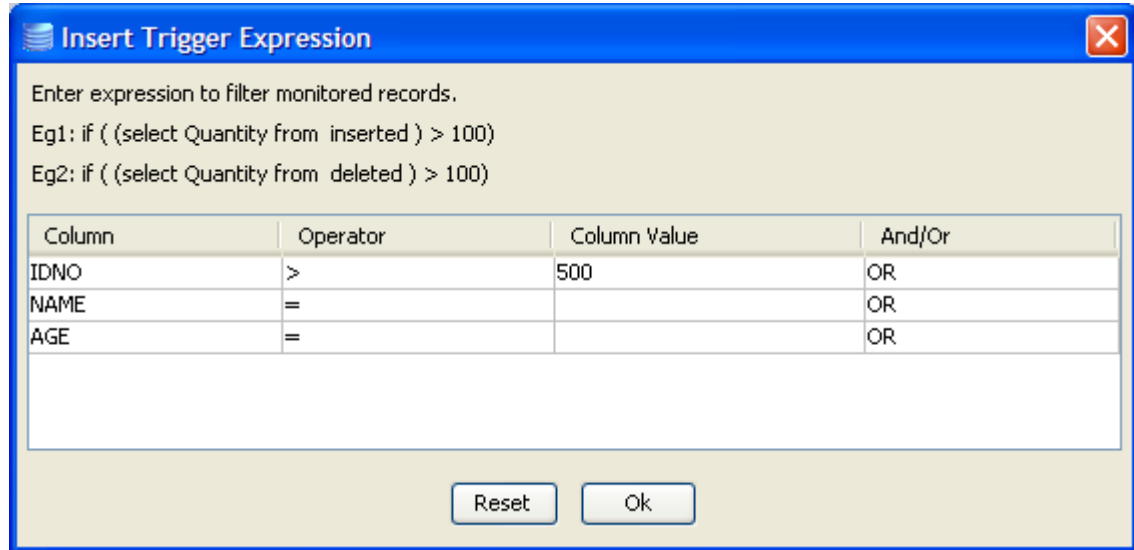 Insert Trigger Expression
Enter expression to filter monitored records.
Eg1: if ( (select Quantity from  inserted ) > 100)
Eg2: if ( (select Quantity from  deleted ) > 100)
Column Operator Column Value And/Or
IDNO > 500 OR
NAME = OR
AGE = OR
Reset Ok